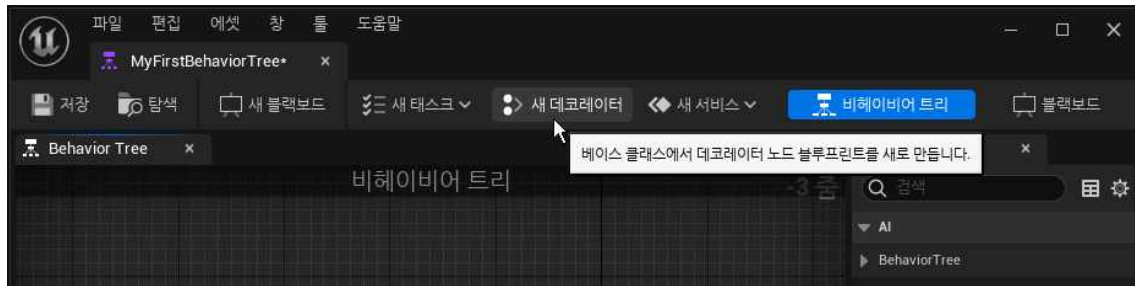 파일 편집 에셋 창 툴 도움말
MyFirstBehaviorTree*
저장 탐색 새 블랙보드 새 태스크 새 데코레이터 새 서비스 비헤이비어 트리 블랙보드
Behavior Tree
베이스 클래스에서 데코레이터 노드 블루프린트를 새로 만듭니다.
비헤이비어 트리 -3 줌
검색
AI
BehaviorTree